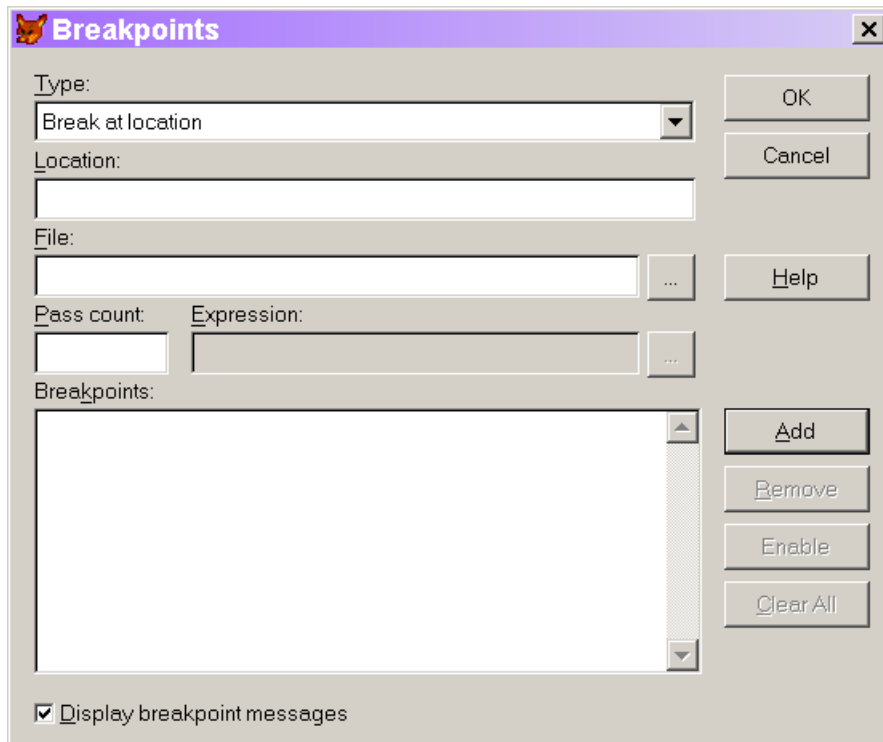 Breakpoints
Type:
OK
Break at location
Cancel
Location:
File:
...
Help
Pass count:
Expression:
...
Breakpoints:
Add
Remove
Enable
Clear All
Display breakpoint messages